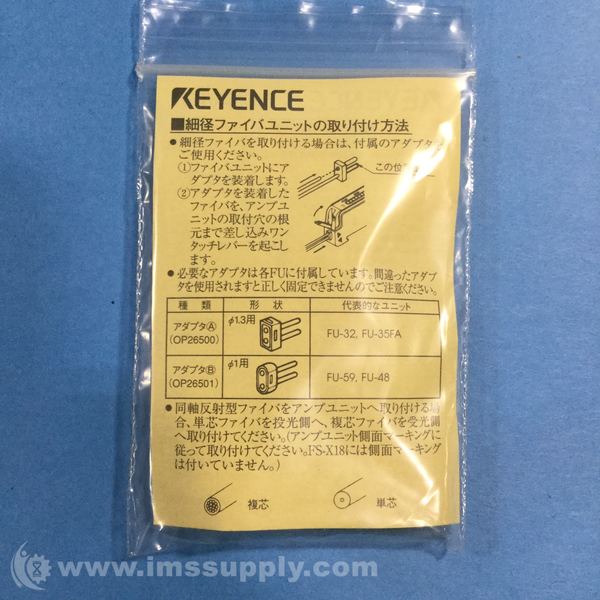 KEYENCE
■細径ファイバユニットの取り付け方法
●細径ファイバを取り付ける場合は、付属のアダプタを
ご使用ください。
①ファイバユニットにア
ダプタを装着します。
この位
②アダプタを装着した
ファイバを、アンプユ
ニットの取付穴の根
元まで差し込みワン
タッチレバーを起こし
ます。
●必要なアダプタは各FUに付属しています。間違ったアダプ
タを使用されますと正しく固定できませんのでご注意ください。
種類 形状 代表的なユニット
アダプタⒶ
(OP26500)
φ1.3用
FU-32, FU-35FA
アダプタⒷ
(OP26501)
φ1用
FU-59, FU-48
●同軸反射型ファイバをアンプユニットへ取り付ける場
合、単芯ファイバを投光側へ、複芯ファイバを受光側
へ取り付けてください。(アンプユニット側面マーキングに
従って取り付けてください。FS-X18には側面マーキング
は付いていません。)
複芯 単芯
© www.imssupply.com